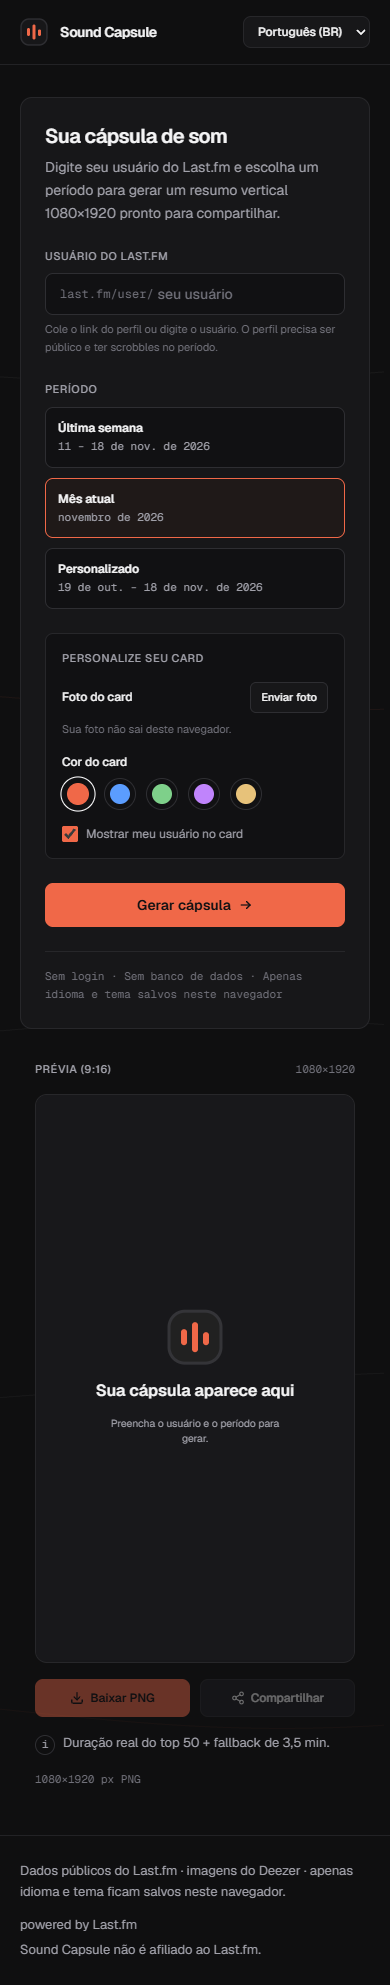 Sound Capsule
Português (BR)
Sua cápsula de som
Digite seu usuário do Last.fm e escolha um
período para gerar um resumo vertical
1080×1920 pronto para compartilhar.
USUÁRIO DO LAST.FM
last.fm/user/ seu usuário
Cole o link do perfil ou digite o usuário. O perfil precisa ser
público e ter scrobbles no período.
PERÍODO
Última semana
11 – 18 de nov. de 2026
Mês atual
novembro de 2026
Personalizado
19 de out. – 18 de nov. de 2026
PERSONALIZE SEU CARD
Foto do card
Enviar foto
Sua foto não sai deste navegador.
Cor do card
Mostrar meu usuário no card
Gerar cápsula →
Sem login · Sem banco de dados · Apenas
idioma e tema salvos neste navegador
PRÉVIA (9:16)
1080×1920
Sua cápsula aparece aqui
Preencha o usuário e o período para
gerar.
Baixar PNG
Compartilhar
i Duração real do top 50 + fallback de 3,5 min.
1080×1920 px PNG
Dados públicos do Last.fm · imagens do Deezer · apenas
idioma e tema ficam salvos neste navegador.
powered by Last.fm
Sound Capsule não é afiliado ao Last.fm.